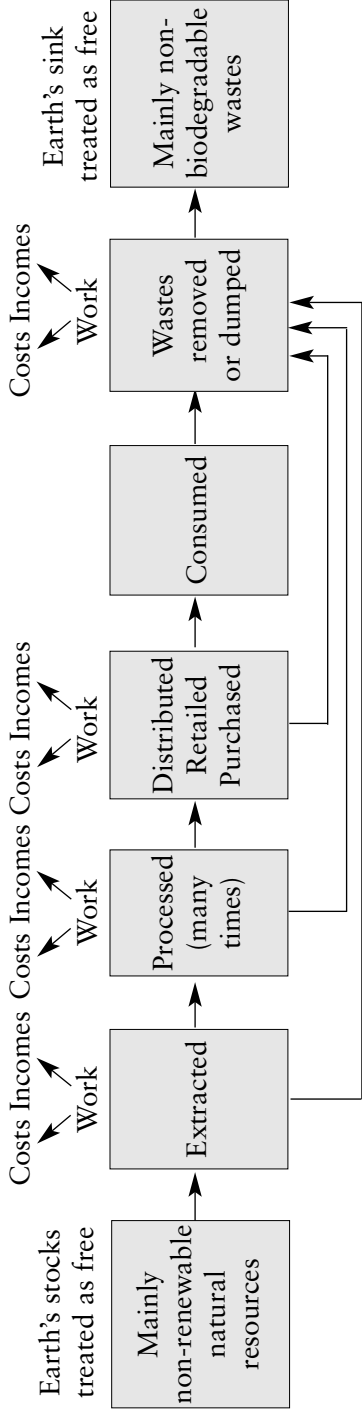 Earth's stocks
treated as free
Mainly
non-renewable
natural
resources
Costs Incomes
Work
Extracted
Costs Incomes
Work
Processed
(many
times)
Costs Incomes
Work
Distributed
Retailed
Purchased
Consumed
Costs Incomes
Work
Wastes
removed
or dumped
Earth's sink
treated as free
Mainly non-
biodegradable
wastes